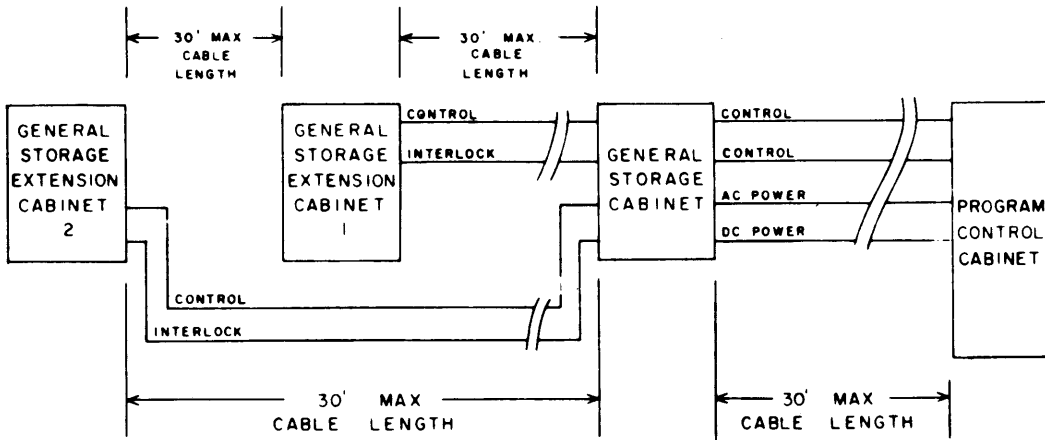 30' MAX
CABLE
LENGTH
30' MAX.
CABLE
LENGTH
GENERAL
STORAGE
EXTENSION
CABINET
2
GENERAL
STORAGE
EXTENSION
CABINET
1
CONTROL
INTERLOCK
GENERAL
STORAGE
CABINET
CONTROL
CONTROL
AC POWER
DC POWER
PROGRAM
CONTROL
CABINET
CONTROL
INTERLOCK
30' MAX
CABLE LENGTH
30' MAX
CABLE LENGTH